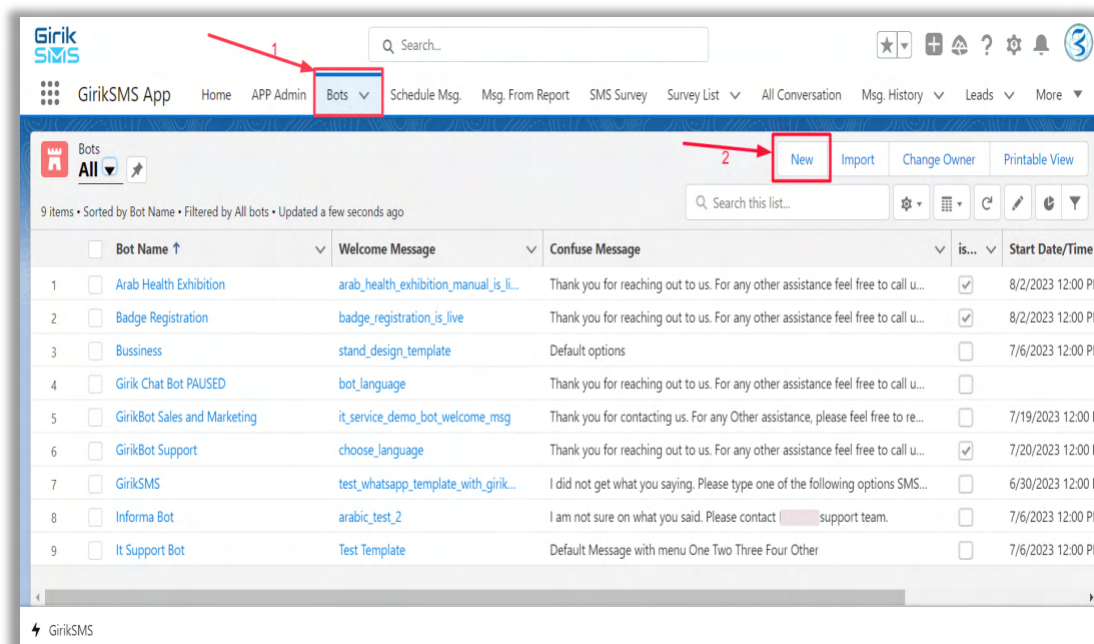 Girik
SMS
1
Search...
GirikSMS App Home APP Admin Bots Schedule Msg. Msg. From Report SMS Survey Survey List All Conversation Msg. History Leads More
Bots
All
2
New Import Change Owner Printable View
9 items • Sorted by Bot Name • Filtered by All bots • Updated a few seconds ago
Search this list...
Bot Name ↑ Welcome Message Confuse Message is... Start Date/Time
1 Arab Health Exhibition arab_health_exhibition_manual_is_li... Thank you for reaching out to us. For any other assistance feel free to call u... 8/2/2023 12:00
2 Badge Registration badge_registration_is_live Thank you for reaching out to us. For any other assistance feel free to call u... 8/2/2023 12:00
3 Bussiness stand_design_template Default options 7/6/2023 12:00
4 Girik Chat Bot PAUSED bot_language Thank you for reaching out to us. For any other assistance feel free to call u...
5 GirikBot Sales and Marketing it_service_demo_bot_welcome_msg Thank you for contacting us. For any Other assistance, please feel free to re... 7/19/2023 12:00
6 GirikBot Support choose_language Thank you for reaching out to us. For any other assistance feel free to call u... 7/20/2023 12:00
7 GirikSMS test_whatsapp_template_with_girik... I did not get what you saying. Please type one of the following options SMS... 6/30/2023 12:00
8 Informa Bot arabic_test_2 I am not sure on what you said. Please contact support team. 7/6/2023 12:00
9 It Support Bot Test Template Default Message with menu One Two Three Four Other 7/6/2023 12:00
GirikSMS